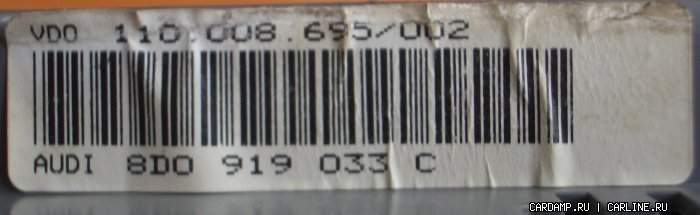 VDO 110.008.695/002
AUDI 8D0 919 033 C
CARDAMP.RU | CARLINE.RU